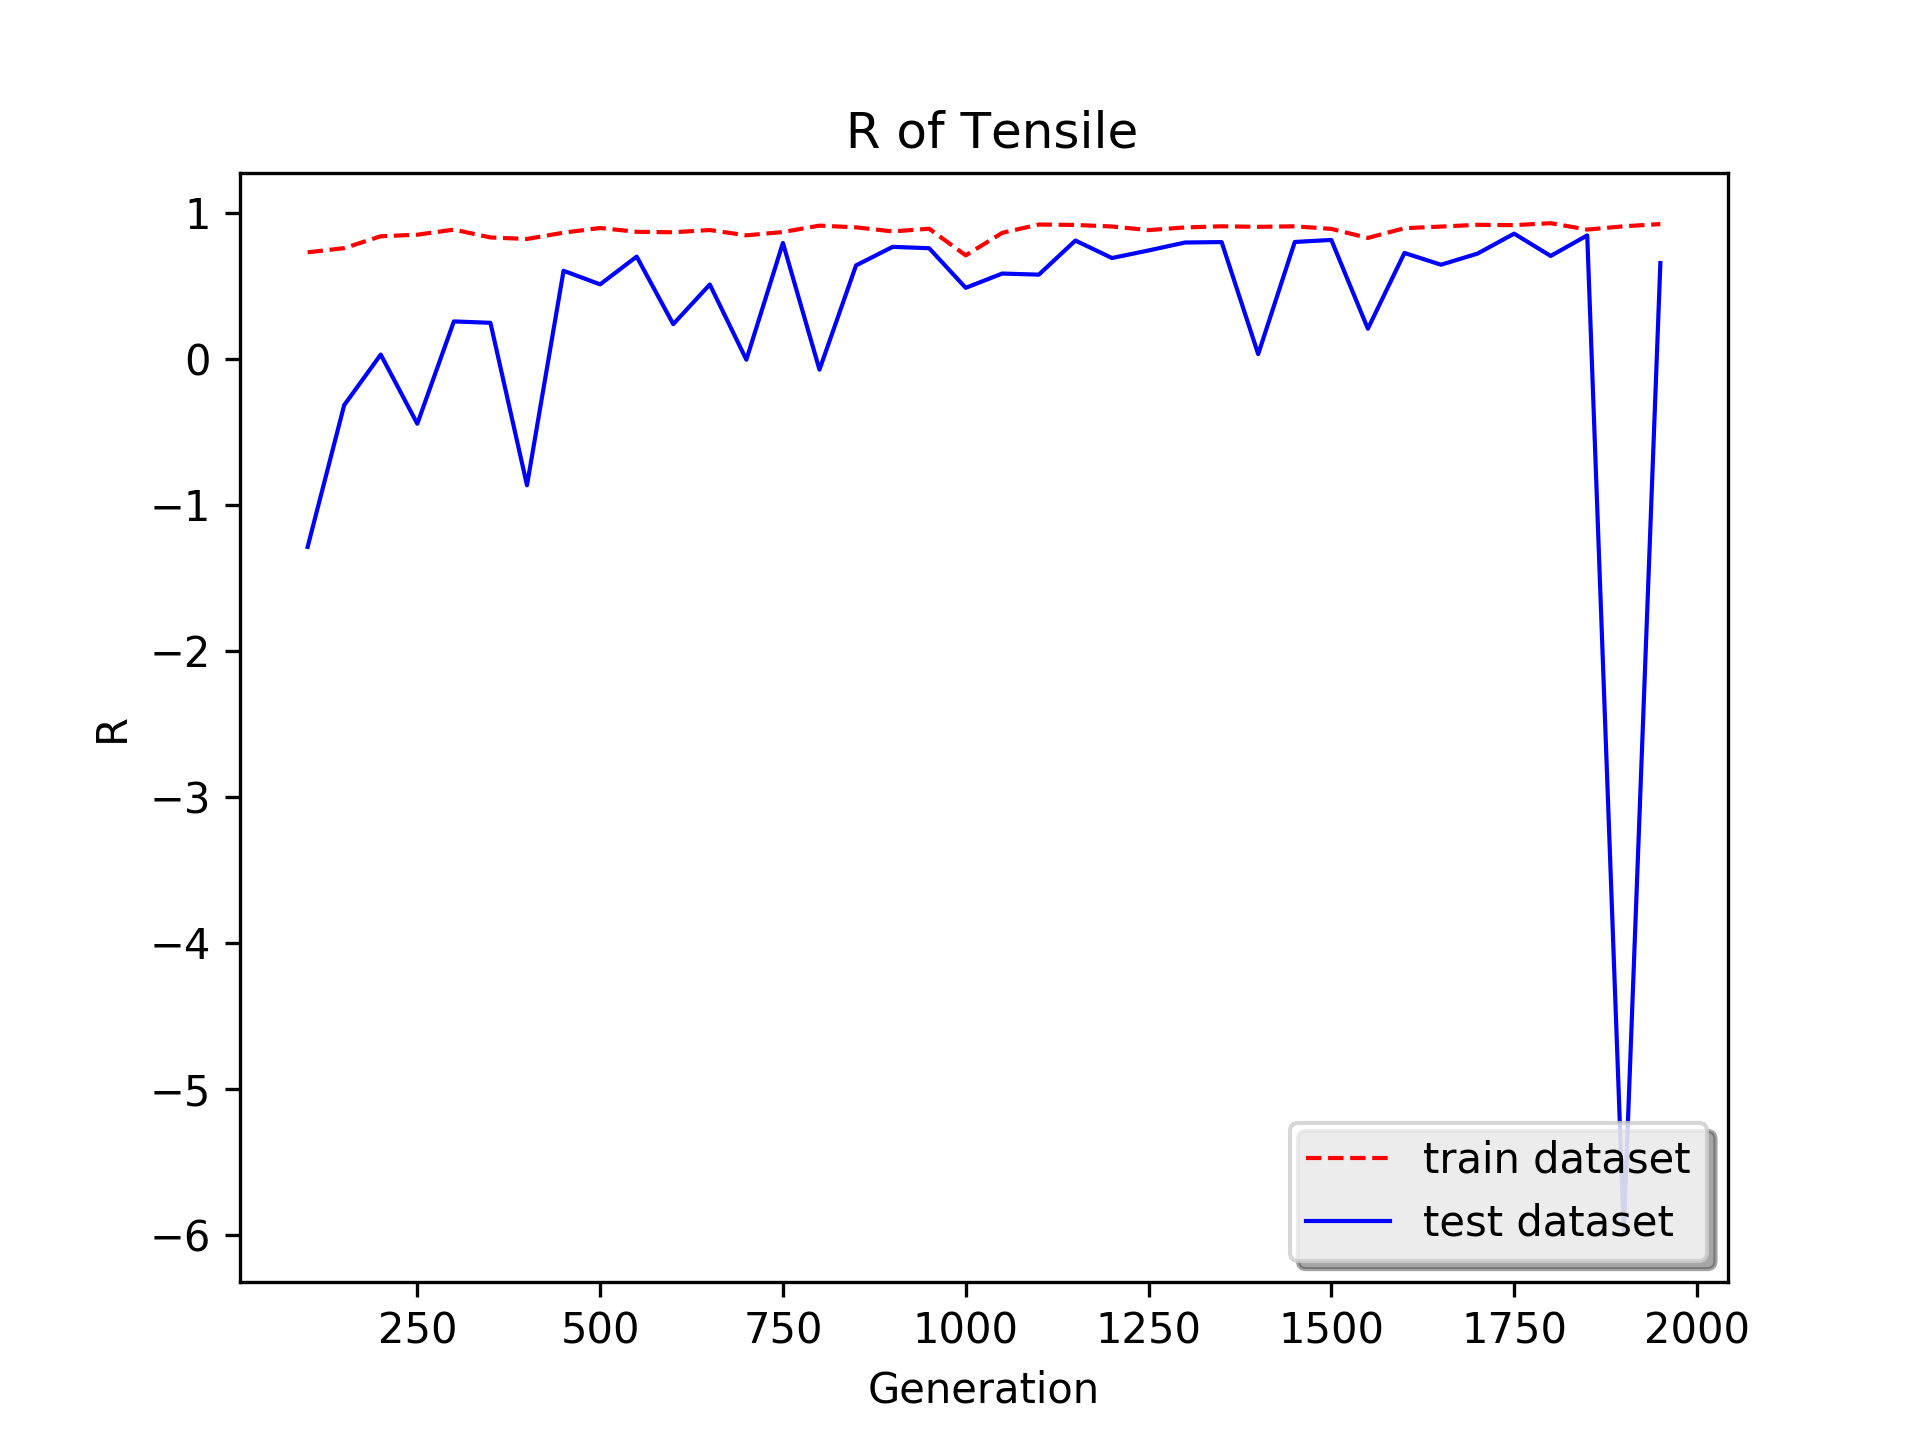 R of Tensile
1
0
−1
−2
−3
−4
−5
−6
R
train dataset
test dataset
250 500 750 1000 1250 1500 1750 2000
Generation